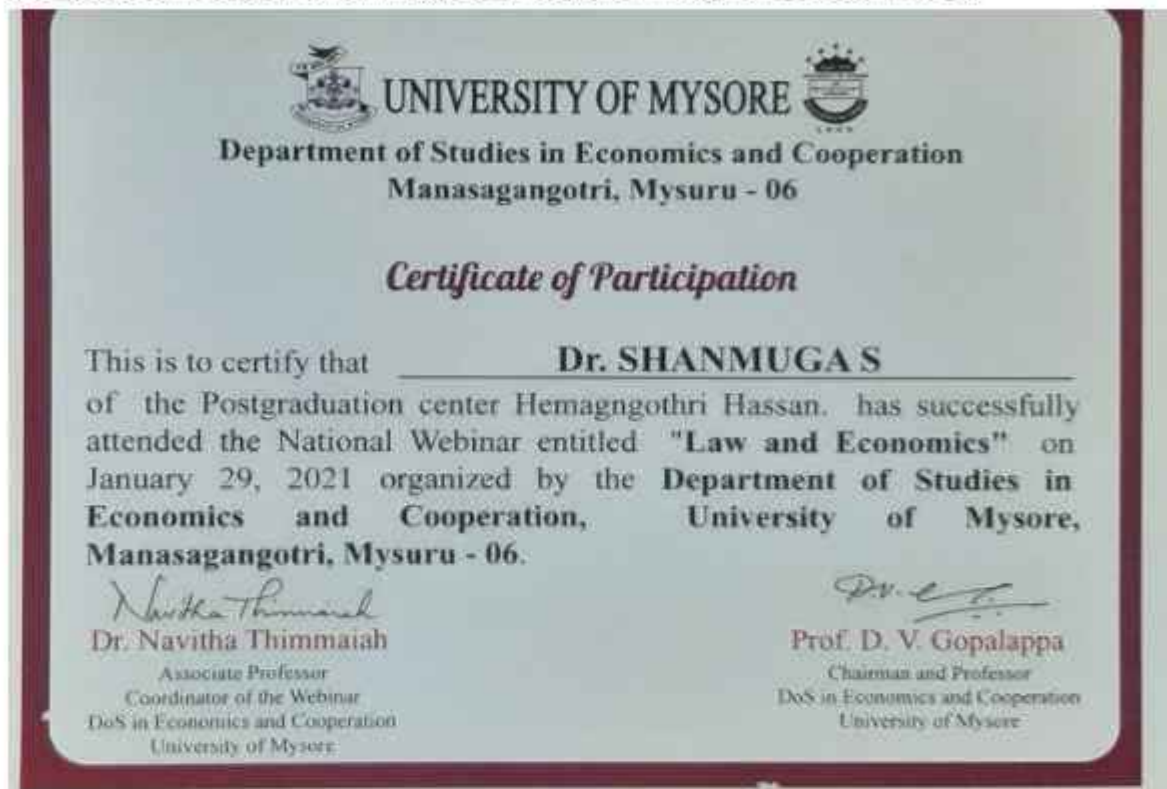 UNIVERSITY OF MYSORE
Department of Studies in Economics and Cooperation
Manasagangotri, Mysuru - 06
Certificate of Participation
This is to certify that Dr. SHANMUGA S
of the Postgraduation center Hemagngothri Hassan. has successfully
attended the National Webinar entitled "Law and Economics" on
January 29, 2021 organized by the Department of Studies in
Economics and Cooperation, University of Mysore,
Manasagangotri, Mysuru - 06.
Navitha Thimmaiah
Dr. Navitha Thimmaiah
Associate Professor
Coordinator of the Webinar
DoS in Economics and Cooperation
University of Mysore
Prof. D. V. Gopalappa
Chairman and Professor
DoS in Economics and Cooperation
University of Mysore